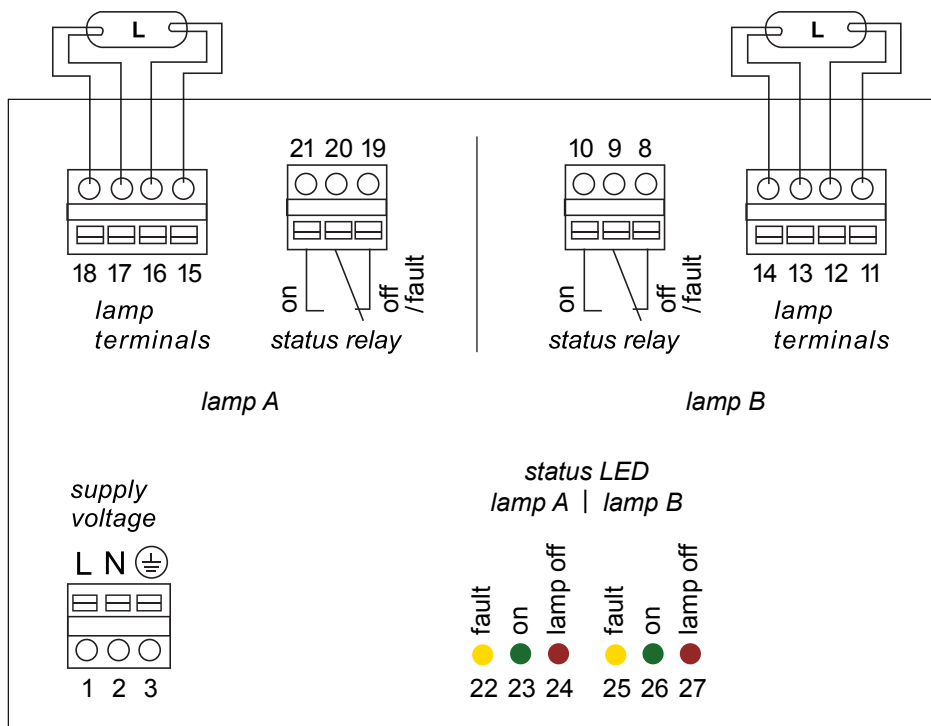 L
L
21 20 19
10 9 8
18 17 16 15
on
off
/fault
on
off
/fault
14 13 12 11
lamp
terminals
status relay
status relay
lamp
terminals
lamp A
lamp B
supply
voltage
L N
1 2 3
status LED
lamp A | lamp B
fault
on
lamp off
fault
on
lamp off
22 23 24 25 26 27